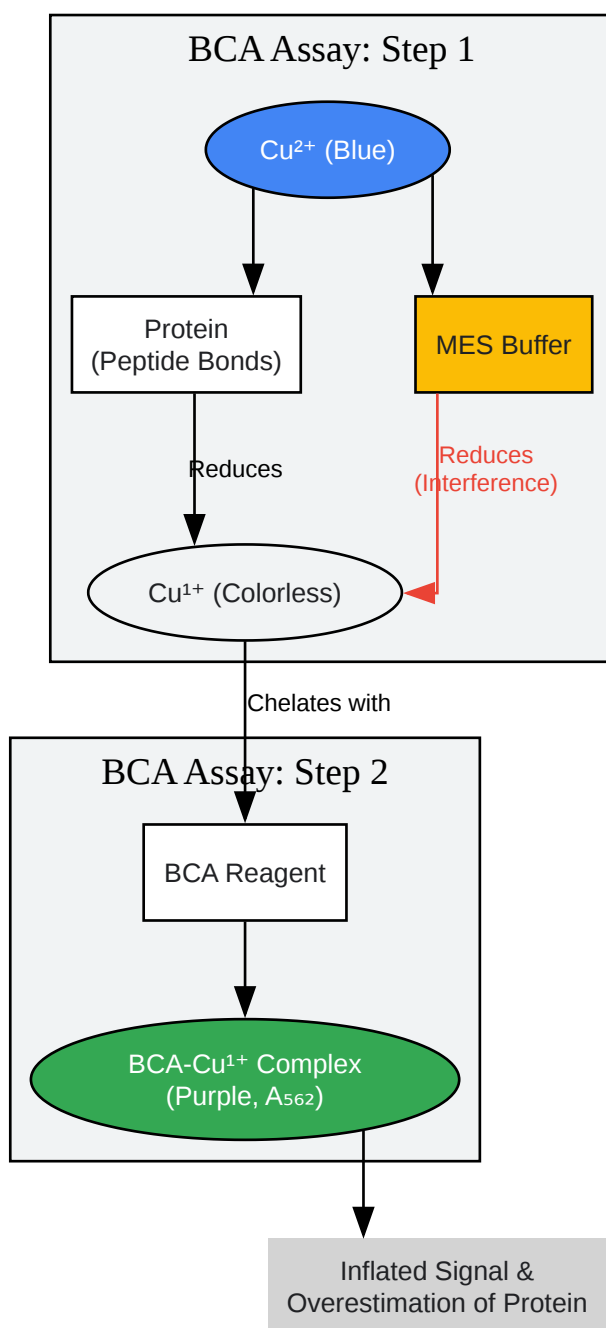 BCA Assay: Step 1
Cu²⁺ (Blue)
Protein
(Peptide Bonds)
MES Buffer
Reduces
Reduces
(Interference)
Cu¹⁺ (Colorless)
Chelates with
BCA Assay: Step 2
BCA Reagent
BCA-Cu¹⁺ Complex
(Purple, A₅₆₂)
Inflated Signal &
Overestimation of Protein